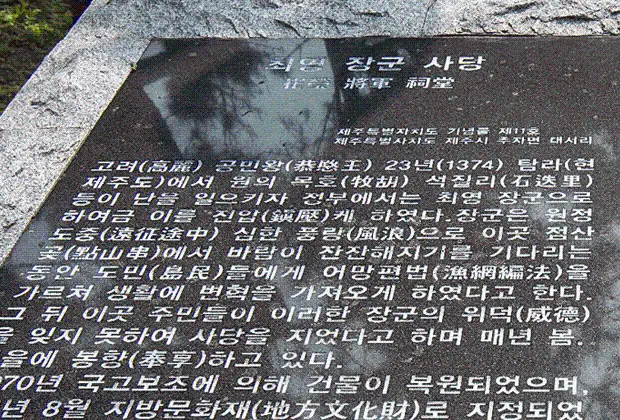 최영 장군 사당
崔瑩 將軍 祠堂
제주특별자치도 기념물 제11호
제주특별자치도 제주시 추자면 대서리
고려(高麗) 공민왕(恭愍王) 23년(1374) 탐라(현
제주도)에서 원의 목호(牧胡) 석질리(石迭里)
등이 난을 일으키자 전부에서는 최영 장군으로
하여금 이를 진압(鎭壓)케 하였다.장군은 원정
도중(遠征途中) 심한 풍랑(風浪)으로 이곳 점산
곶(點山串)에서 바람이 잔잔해지기를 기다리는
동안 도민(島民)들에게 어망편법(漁網編法)을
가르쳐 생활에 변혁을 가져오게 하였다고 한다.
그 뒤 이곳 주민들이 이러한 장군의 위덕(威德)
을 잊지 못하여 사당을 지었다고 하며 매년 봄..
을에 봉향(奉享)하고 있다.
970년 국고보조에 의해 건물이 복원되었으며,
년 8월 지방문화재(地方文化財)로 지정되었